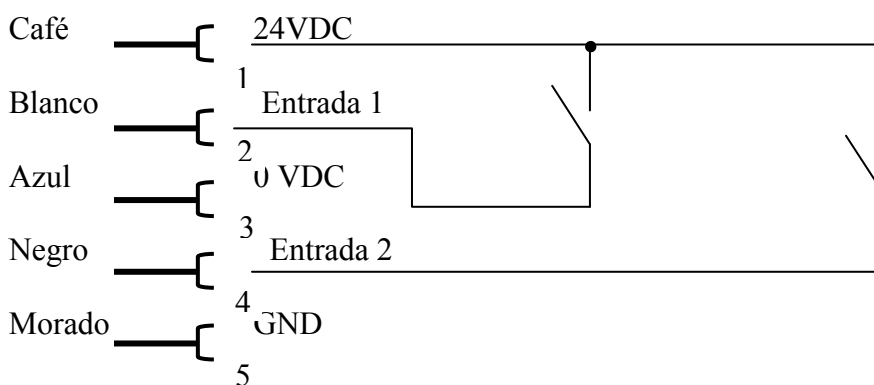 Café 24VDC
1
Blanco Entrada 1
2
Azul 0 VDC
3
Negro Entrada 2
4
Morado GND
5